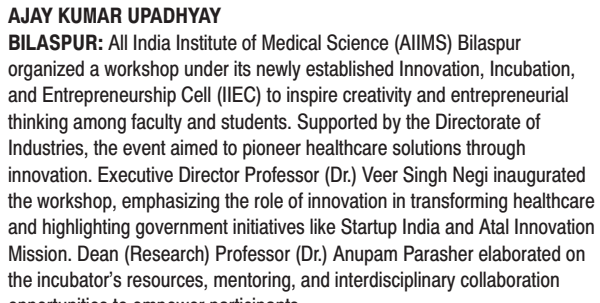 AJAY KUMAR UPADHYAY
BILASPUR: All India Institute of Medical Science (AIIMS) Bilaspur
organized a workshop under its newly established Innovation, Incubation,
and Entrepreneurship Cell (IIEC) to inspire creativity and entrepreneurial
thinking among faculty and students. Supported by the Directorate of
Industries, the event aimed to pioneer healthcare solutions through
innovation. Executive Director Professor (Dr.) Veer Singh Negi inaugurated
the workshop, emphasizing the role of innovation in transforming healthcare
and highlighting government initiatives like Startup India and Atal Innovation
Mission. Dean (Research) Professor (Dr.) Anupam Parasher elaborated on
the incubator's resources, mentoring, and interdisciplinary collaboration
opportunities to empower participants